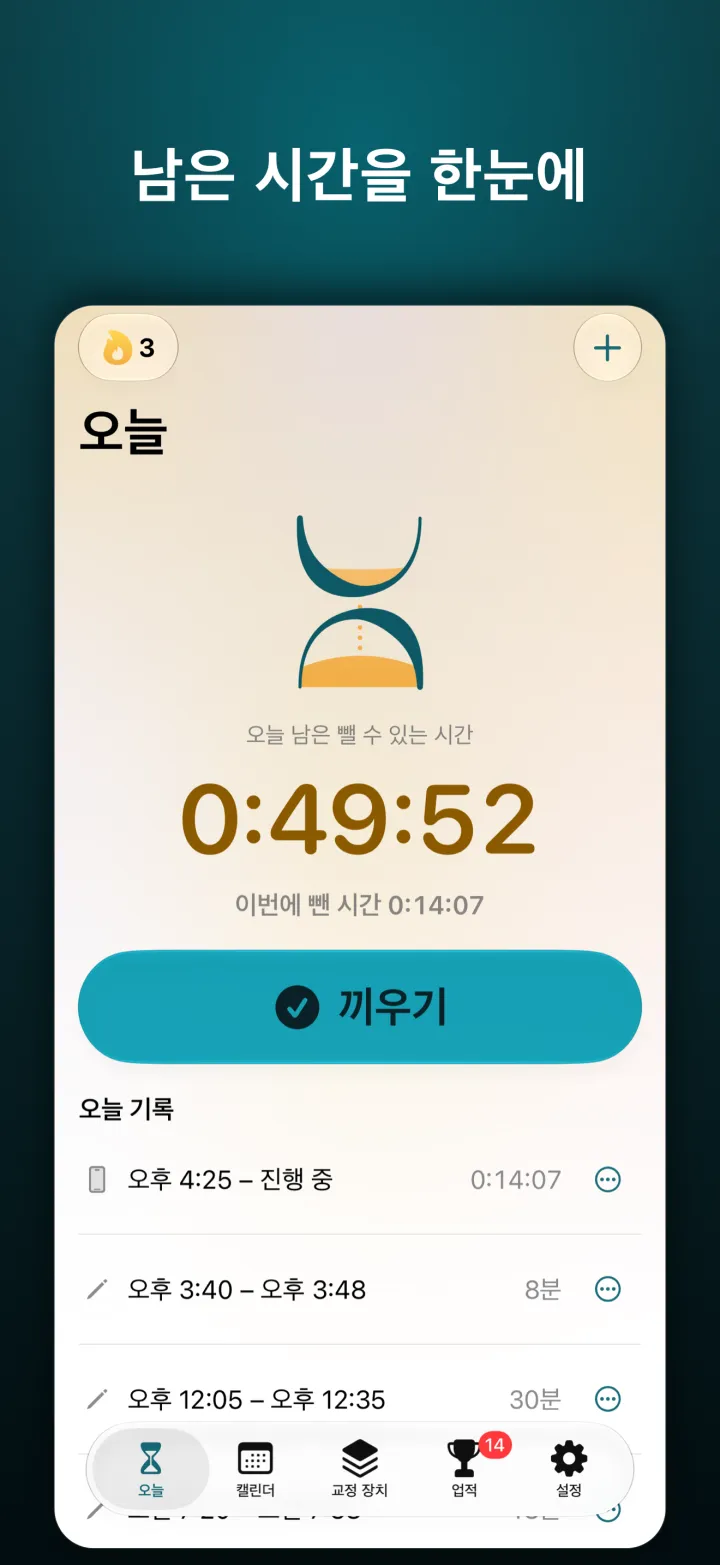 남은 시간을 한눈에
3
오늘
오늘 남은 뺄 수 있는 시간
0:49:52
이번에 뺀 시간 0:14:07
끼우기
오늘 기록
오후 4:25 – 진행 중 0:14:07
오후 3:40 – 오후 3:48 8분
오후 12:05 – 오후 12:35 30분
14
오늘 캘린더 교정 장치 업적 설정